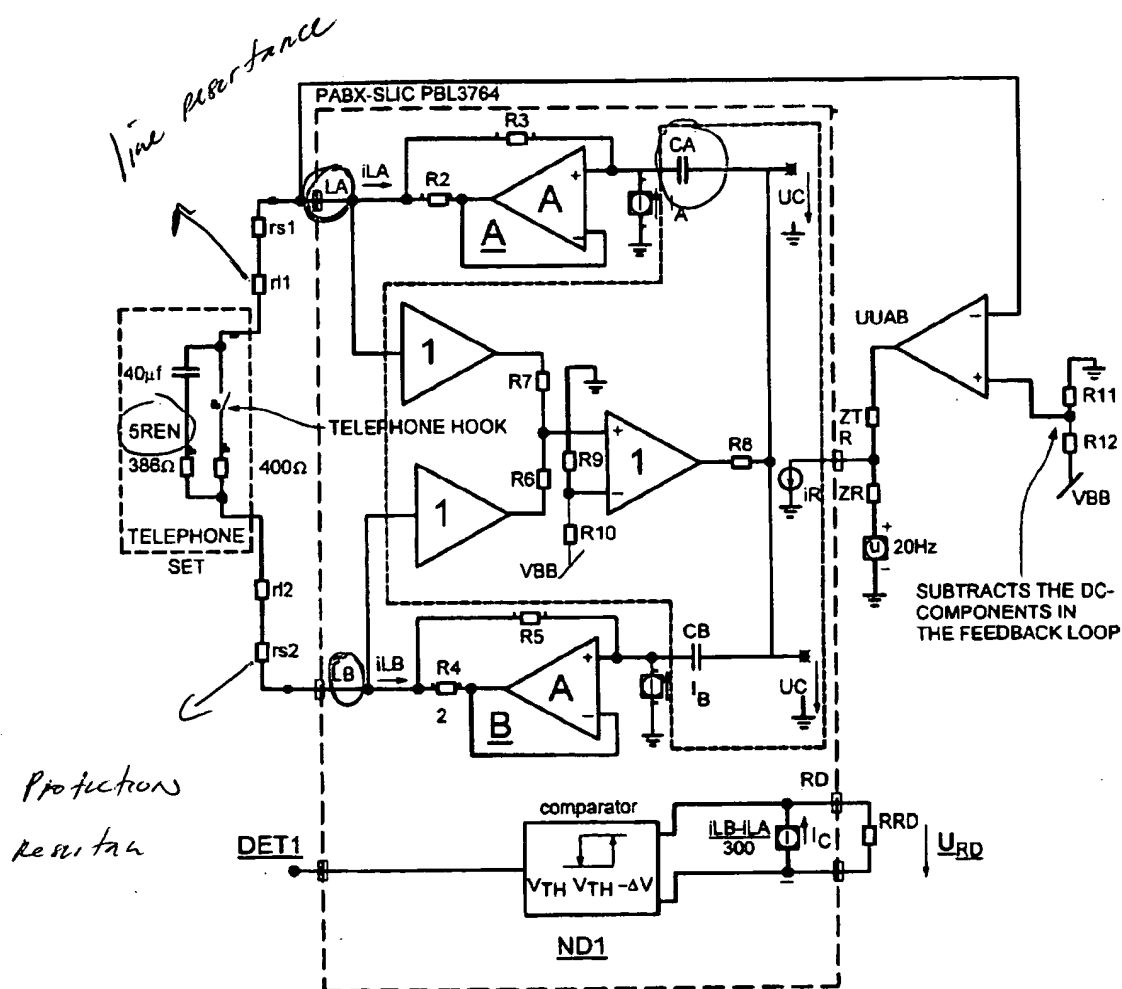 line resistance
PABX-SLIC PBL3764
R3
CA
iLA
LA
R2
A
A
IA
UC
rs1
rl1
UUAB
1
R7
R11
40μf
ZT
R12
5REN
TELEPHONE HOOK
R9
1
R8
R
VBB
386Ω
400Ω
R6
iR
ZR
1
R10
U
20Hz
TELEPHONE
SET
VBB
SUBTRACTS THE DC-
COMPONENTS IN
THE FEEDBACK LOOP
rl2
R5
CB
rs2
LB
iLB
R4
2
A
B
IB
UC
Protection
RD
comparator
iLB-iLA
300
IC
RRD
URD
DET1
VTH VTH -ΔV
ND1